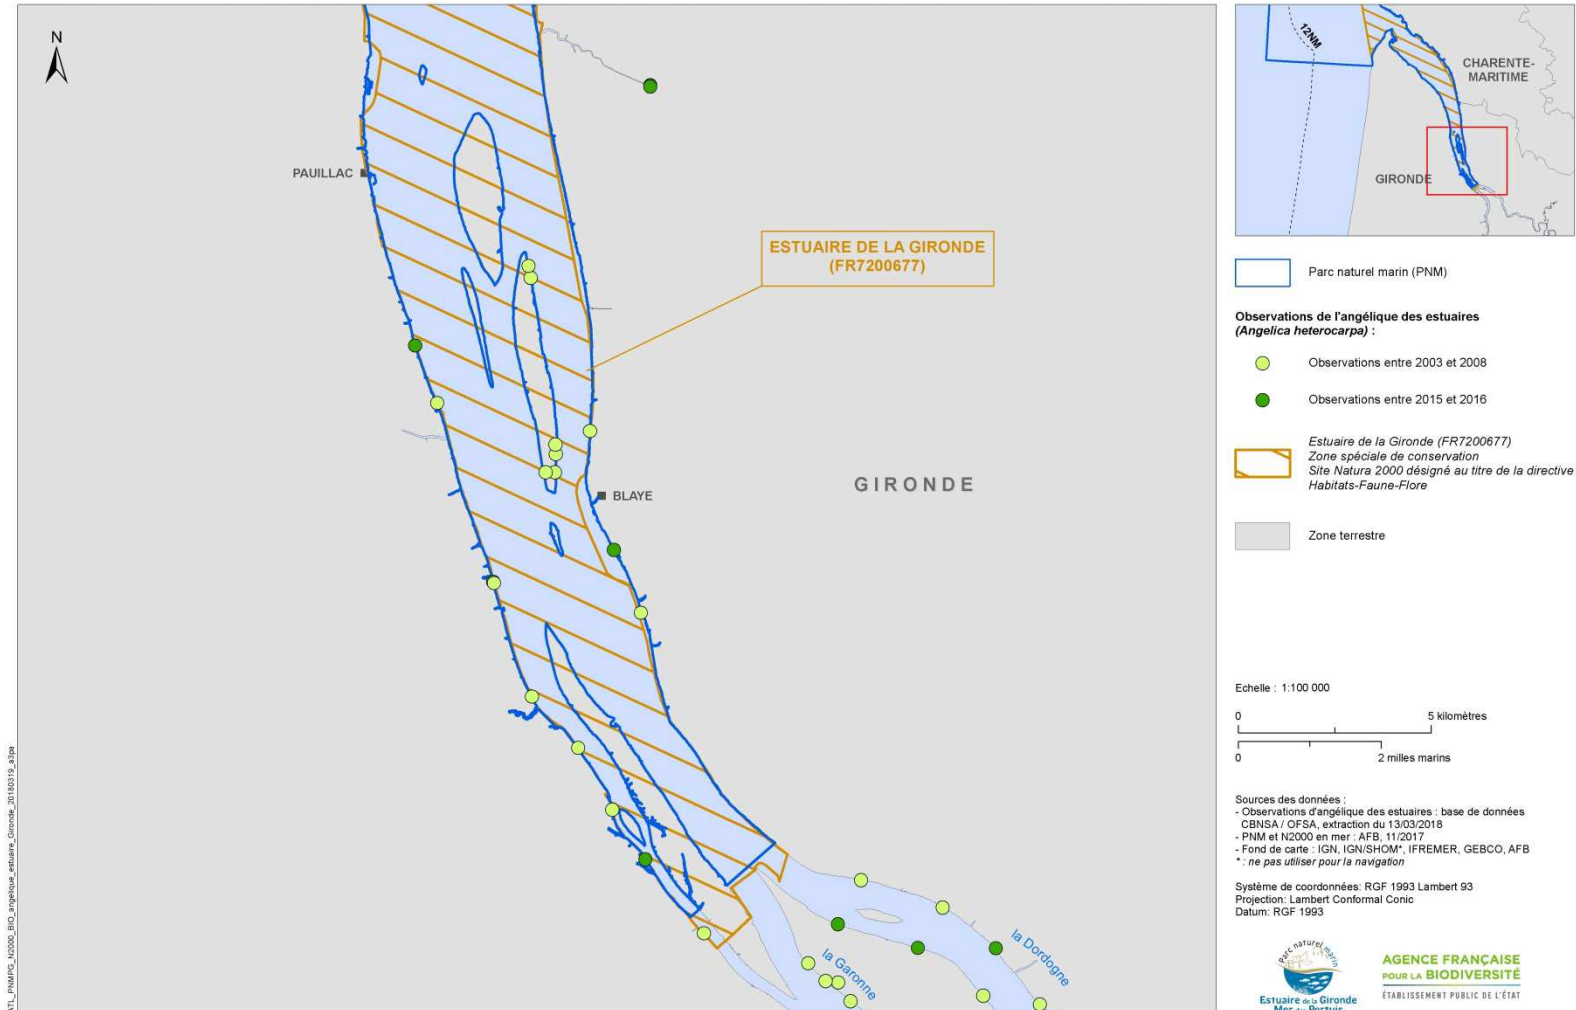 N
PAUILLAC
ESTUAIRE DE LA GIRONDE
(FR7200677)
GIRONDE
BLAYE
la Garonne
la Dordogne
12NM
CHARENTE-
MARITIME
GIRONDE
Parc naturel marin (PNM)
Observations de l'angélique des estuaires
(Angelica heterocarpa) :
Observations entre 2003 et 2008
Observations entre 2015 et 2016
Estuaire de la Gironde (FR7200677)
Zone spéciale de conservation
Site Natura 2000 désigné au titre de la directive
Habitats-Faune-Flore
Zone terrestre
Echelle : 1:100 000
0 5 kilomètres
0 2 milles marins
Sources des données :
- Observations d'angélique des estuaires : base de données
CBNSA / OFSA, extraction du 13/03/2018
- PNM et N2000 en mer : AFB, 11/2017
- Fond de carte : IGN, IGN/SHOM*, IFREMER, GEBCO, AFB
* : ne pas utiliser pour la navigation
Système de coordonnées: RGF 1993 Lambert 93
Projection: Lambert Conformal Conic
Datum: RGF 1993
Parc naturel marin
Estuaire de la Gironde
AGENCE FRANÇAISE
POUR LA BIODIVERSITÉ
ÉTABLISSEMENT PUBLIC DE L'ÉTAT